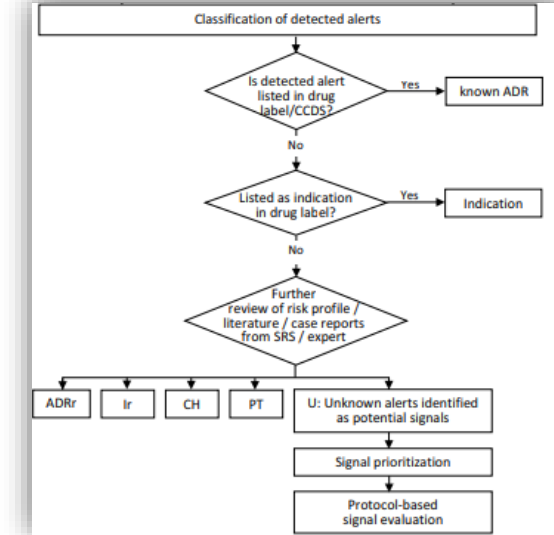 Classification of detected alerts
Is detected alert
listed in drug
label/CCDS?
Yes
known ADR
No
Listed as indication
in drug label?
Yes
Indication
No
Further
review of risk profile /
literature / case reports
from SRS / expert
ADRr
Ir
CH
PT
U: Unknown alerts identified
as potential signals
Signal prioritization
Protocol-based
signal evaluation